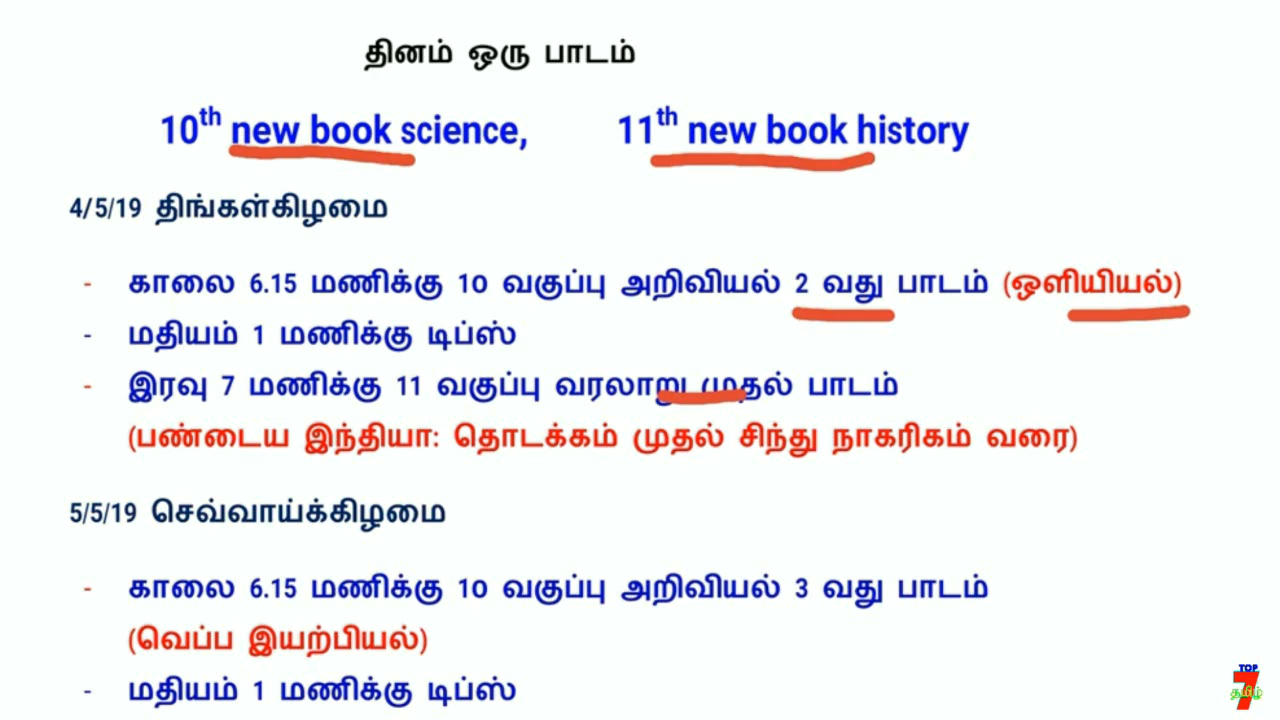 தினம் ஒரு பாடம்
10th new book science, 11th new book history
4/5/19 திங்கள்கிழமை
- காலை 6.15 மணிக்கு 10 வகுப்பு அறிவியல் 2 வது பாடம் (ஒளியியல்)
- மதியம் 1 மணிக்கு டிப்ஸ்
- இரவு 7 மணிக்கு 11 வகுப்பு வரலாறு முதல் பாடம்
(பண்டைய இந்தியா: தொடக்கம் முதல் சிந்து நாகரிகம் வரை)
5/5/19 செவ்வாய்க்கிழமை
- காலை 6.15 மணிக்கு 10 வகுப்பு அறிவியல் 3 வது பாடம்
(வெப்ப இயற்பியல்)
- மதியம் 1 மணிக்கு டிப்ஸ்
TOP
7
தமிழ்